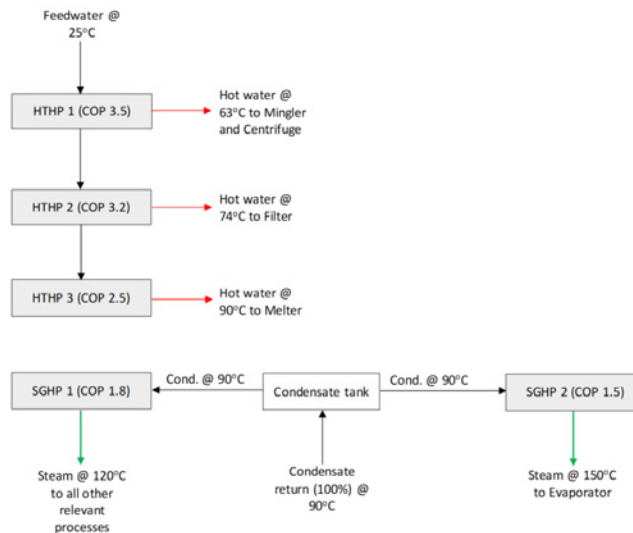 Feedwater @
25°C
HTHP 1 (COP 3.5)
Hot water @
63°C to Mingler
and Centrifuge
HTHP 2 (COP 3.2)
Hot water @
74°C to Filter
HTHP 3 (COP 2.5)
Hot water @
90°C to Melter
SGHP 1 (COP 1.8)
Cond. @ 90°C
Condensate tank
Cond. @ 90°C
SGHP 2 (COP 1.5)
Steam @ 120°C
to all other
relevant
processes
Condensate
return (100%) @
90°C
Steam @ 150°C
to Evaporator